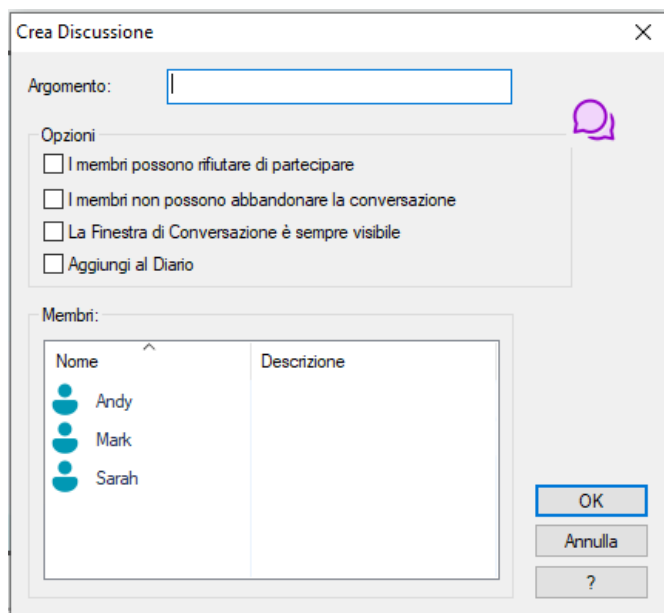 Crea Discussione
Argomento:
Opzioni
I membri possono rifiutare di partecipare
I membri non possono abbandonare la conversazione
La Finestra di Conversazione è sempre visibile
Aggiungi al Diario
Membri:
Nome Descrizione
Andy
Mark
Sarah
OK
Annulla
?